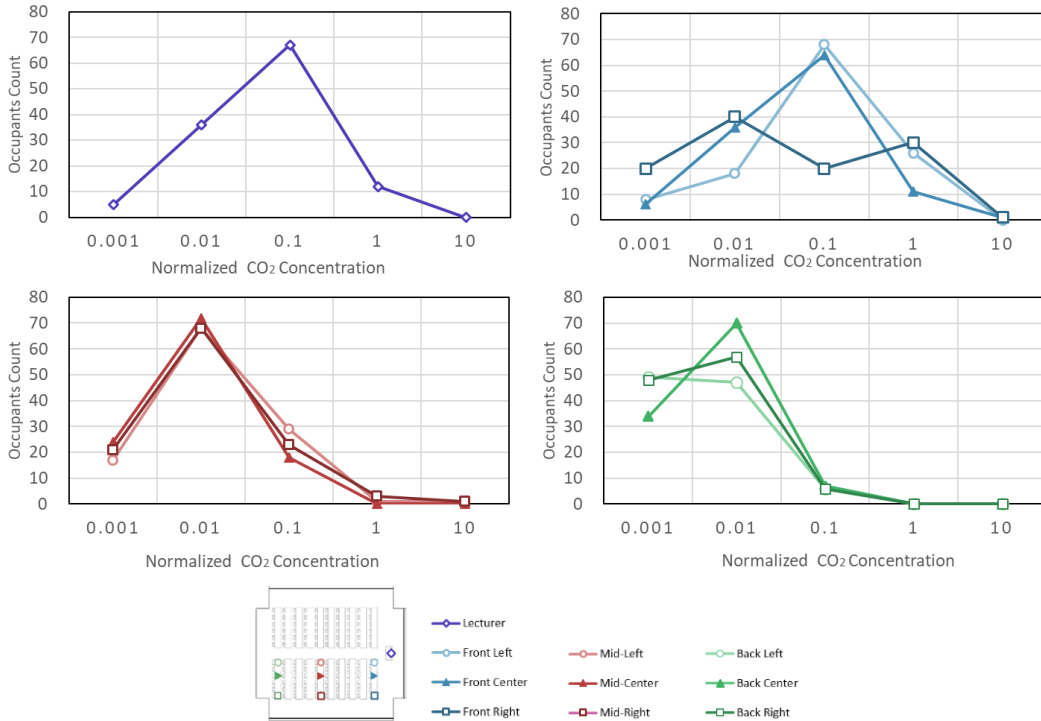 80
70
60
50
40
30
20
10
0
Occupants Count
0.001 0.01 0.1 1 10
Normalized CO2 Concentration
80
70
60
50
40
30
20
10
0
Occupants Count
0.001 0.01 0.1 1 10
Normalized CO2 Concentration
80
70
60
50
40
30
20
10
0
Occupants Count
0.001 0.01 0.1 1 10
Normalized CO2 Concentration
80
70
60
50
40
30
20
10
0
Occupants Count
0.001 0.01 0.1 1 10
Normalized CO2 Concentration
Lecturer
Front Left Mid-Left Back Left
Front Center Mid-Center Back Center
Front Right Mid-Right Back Right